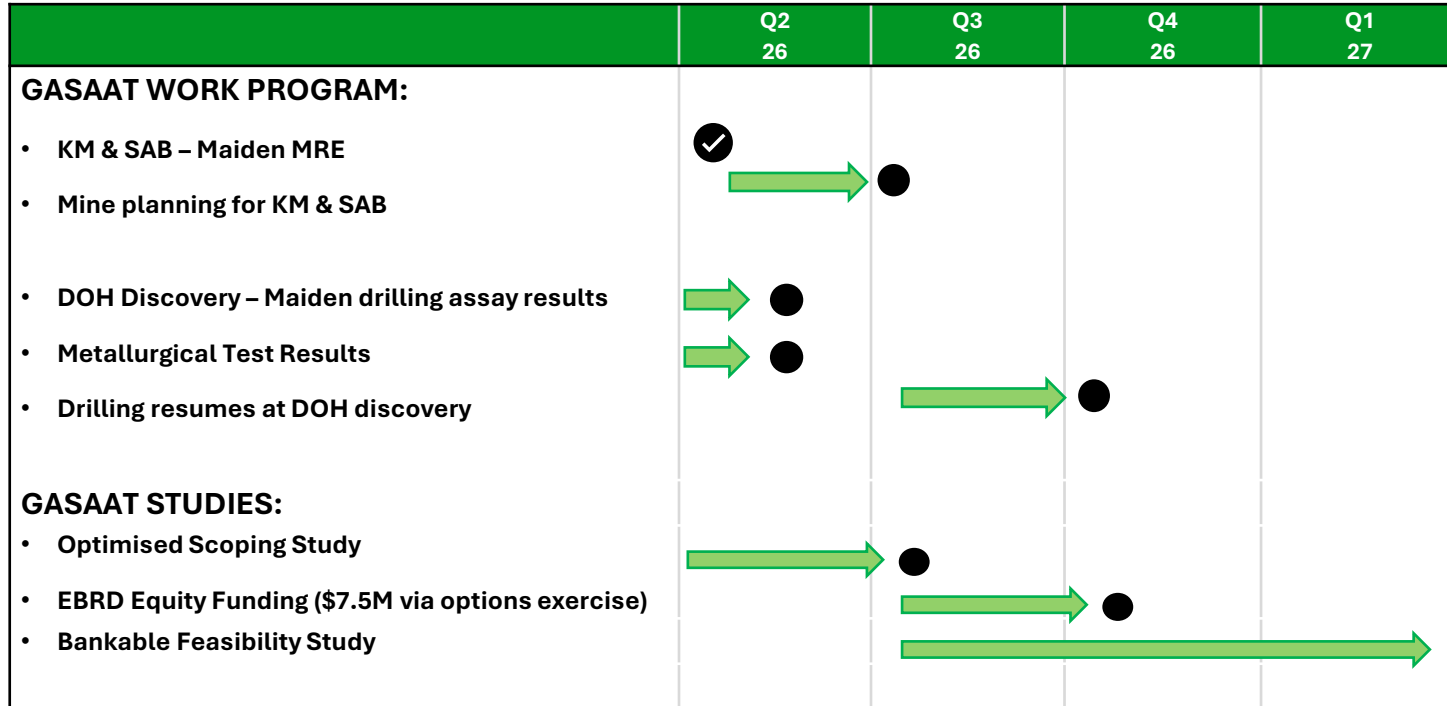 Q2 Q3 Q4 Q1
26 26 26 27
GASAAT WORK PROGRAM:
• KM & SAB – Maiden MRE
• Mine planning for KM & SAB
• DOH Discovery – Maiden drilling assay results
• Metallurgical Test Results
• Drilling resumes at DOH discovery
GASAAT STUDIES:
• Optimised Scoping Study
• EBRD Equity Funding ($7.5M via options exercise)
• Bankable Feasibility Study